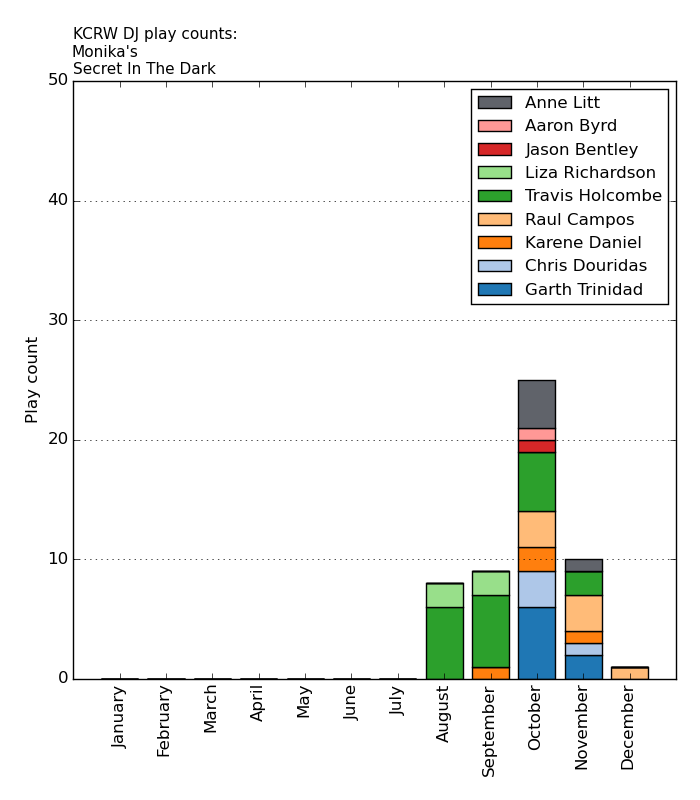 KCRW DJ play counts:
Monika's
Secret In The Dark
50
40
30
20
10
0
Play count
Anne Litt
Aaron Byrd
Jason Bentley
Liza Richardson
Travis Holcombe
Raul Campos
Karene Daniel
Chris Douridas
Garth Trinidad
January
February
March
April
May
June
July
August
September
October
November
December